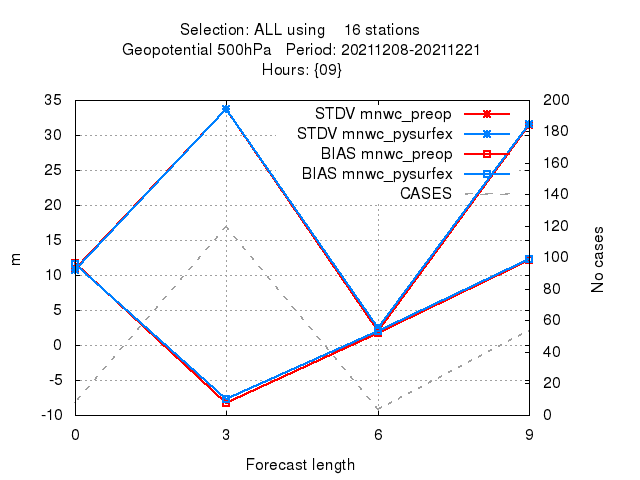 Selection: ALL using 16 stations
Geopotential 500hPa Period: 20211208-20211221
Hours: {09}
35
30
25
20
15
10
5
0
-5
-10
m
STDV mnwc_preop
STDV mnwc_pysurfex
BIAS mnwc_preop
BIAS mnwc_pysurfex
CASES
200
180
160
140
120
100
80
60
40
20
0
No cases
0 3 6 9
Forecast length